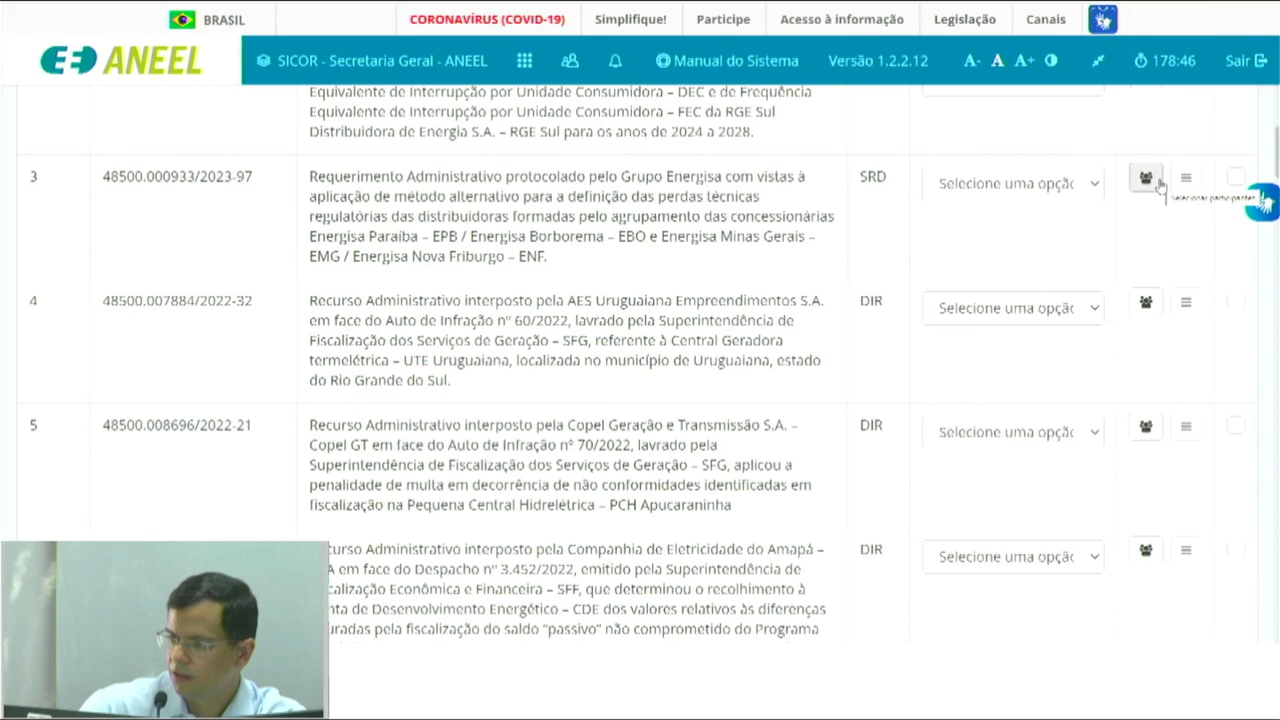 BRASIL
CORONAVÍRUS (COVID-19)
Simplifique!
Participe
Acesso à informação
Legislação
Canais
ANEEL
SICOR - Secretaria Geral - ANEEL
Manual do Sistema
Versão 1.2.2.12
A-
A
A+
178:46
Sair
Equivalente de Interrupção por Unidade Consumidora – DEC e de Frequência
Equivalente de Interrupção por Unidade Consumidora – FEC da RGE Sul
Distribuidora de Energia S.A. – RGE Sul para os anos de 2024 a 2028.
3
48500.000933/2023-97
Requerimento Administrativo protocolado pelo Grupo Energisa com vistas à
aplicação de método alternativo para a definição das perdas técnicas
regulatórias das distribuidoras formadas pelo agrupamento das concessionárias
Energisa Paraíba – EPB / Energisa Borborema – EBO e Energisa Minas Gerais –
EMG / Energisa Nova Friburgo – ENF.
SRD
Selecione uma opçã
Selecionar participantes
4
48500.007884/2022-32
Recurso Administrativo interposto pela AES Uruguaiana Empreendimentos S.A.
em face do Auto de Infração nº 60/2022, lavrado pela Superintendência de
Fiscalização dos Serviços de Geração – SFG, referente à Central Geradora
termelétrica – UTE Uruguaiana, localizada no município de Uruguaiana, estado
do Rio Grande do Sul.
DIR
Selecione uma opçã
5
48500.008696/2022-21
Recurso Administrativo interposto pela Copel Geração e Transmissão S.A. –
Copel GT em face do Auto de Infração nº 70/2022, lavrado pela
Superintendência de Fiscalização dos Serviços de Geração – SFG, aplicou a
penalidade de multa em decorrência de não conformidades identificadas em
fiscalização na Pequena Central Hidrelétrica – PCH Apucaraninha
DIR
Selecione uma opçã
curso Administrativo interposto pela Companhia de Eletricidade do Amapá –
A em face do Despacho nº 3.452/2022, emitido pela Superintendência de
calização Econômica e Financeira – SFF, que determinou o recolhimento à
nta de Desenvolvimento Energético – CDE dos valores relativos às diferenças
uradas pela fiscalização do saldo "passivo" não comprometido do Programa
DIR
Selecione uma opçã